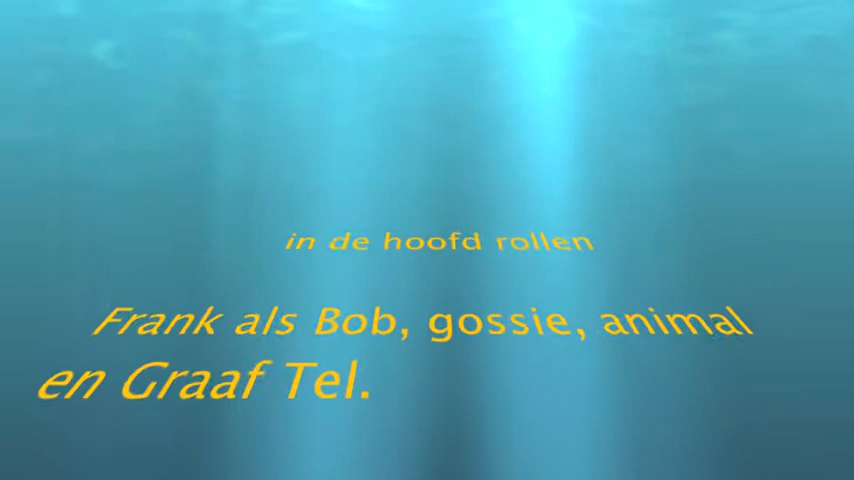 in de hoofd rollen
Frank als Bob, gossie, animal
en Graaf Tel.